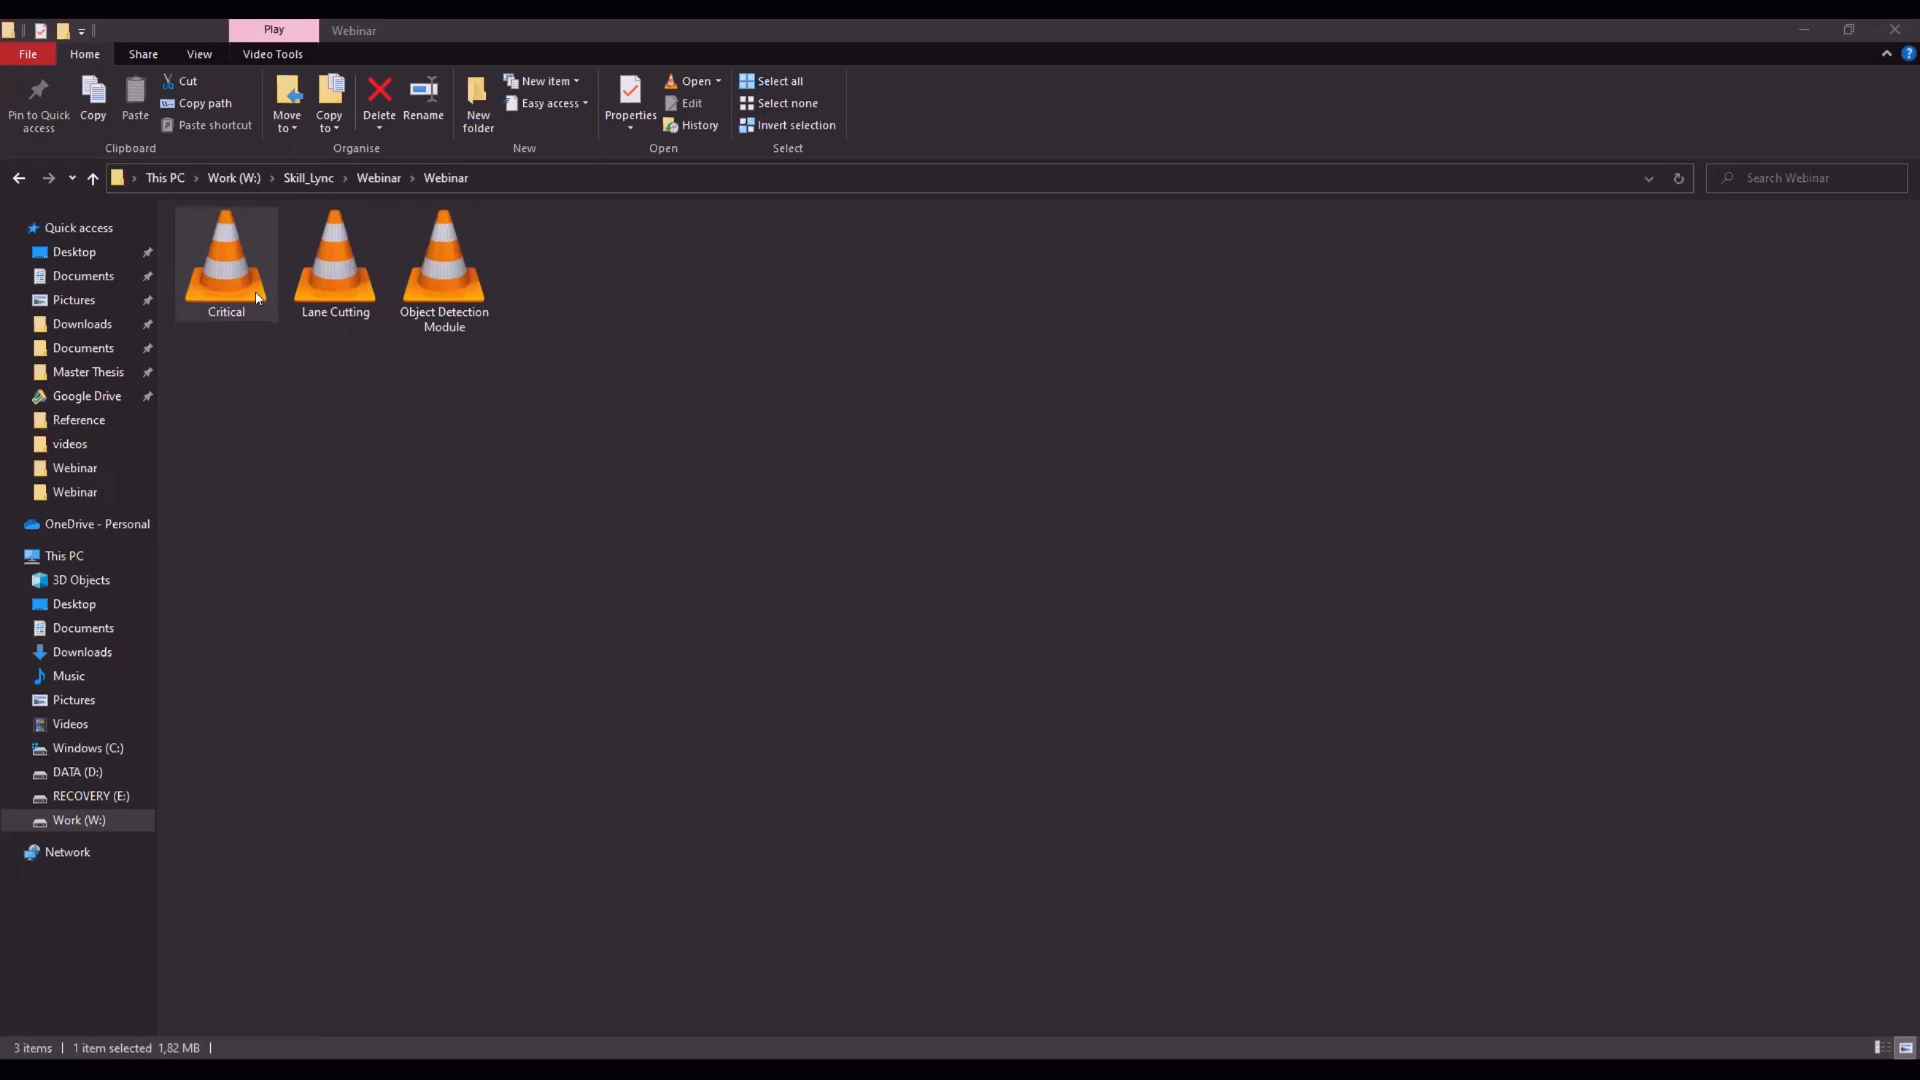 Play
Webinar
File
Home
Share
View
Video Tools
Pin to Quick access
Copy
Paste
Cut
Copy path
Paste shortcut
Clipboard
Move to
Copy to
Delete
Rename
Organise
New folder
New item
Easy access
New
Properties
Open
Edit
History
Open
Select all
Select none
Invert selection
Select
This PC > Work (W:) > Skill_Lync > Webinar > Webinar
Search Webinar
Quick access
Desktop
Documents
Pictures
Downloads
Documents
Master Thesis
Google Drive
Reference
videos
Webinar
Webinar
OneDrive - Personal
This PC
3D Objects
Desktop
Documents
Downloads
Music
Pictures
Videos
Windows (C:)
DATA (D:)
RECOVERY (E:)
Work (W:)
Network
Critical
Lane Cutting
Object Detection
Module
3 items | 1 item selected 1,82 MB |